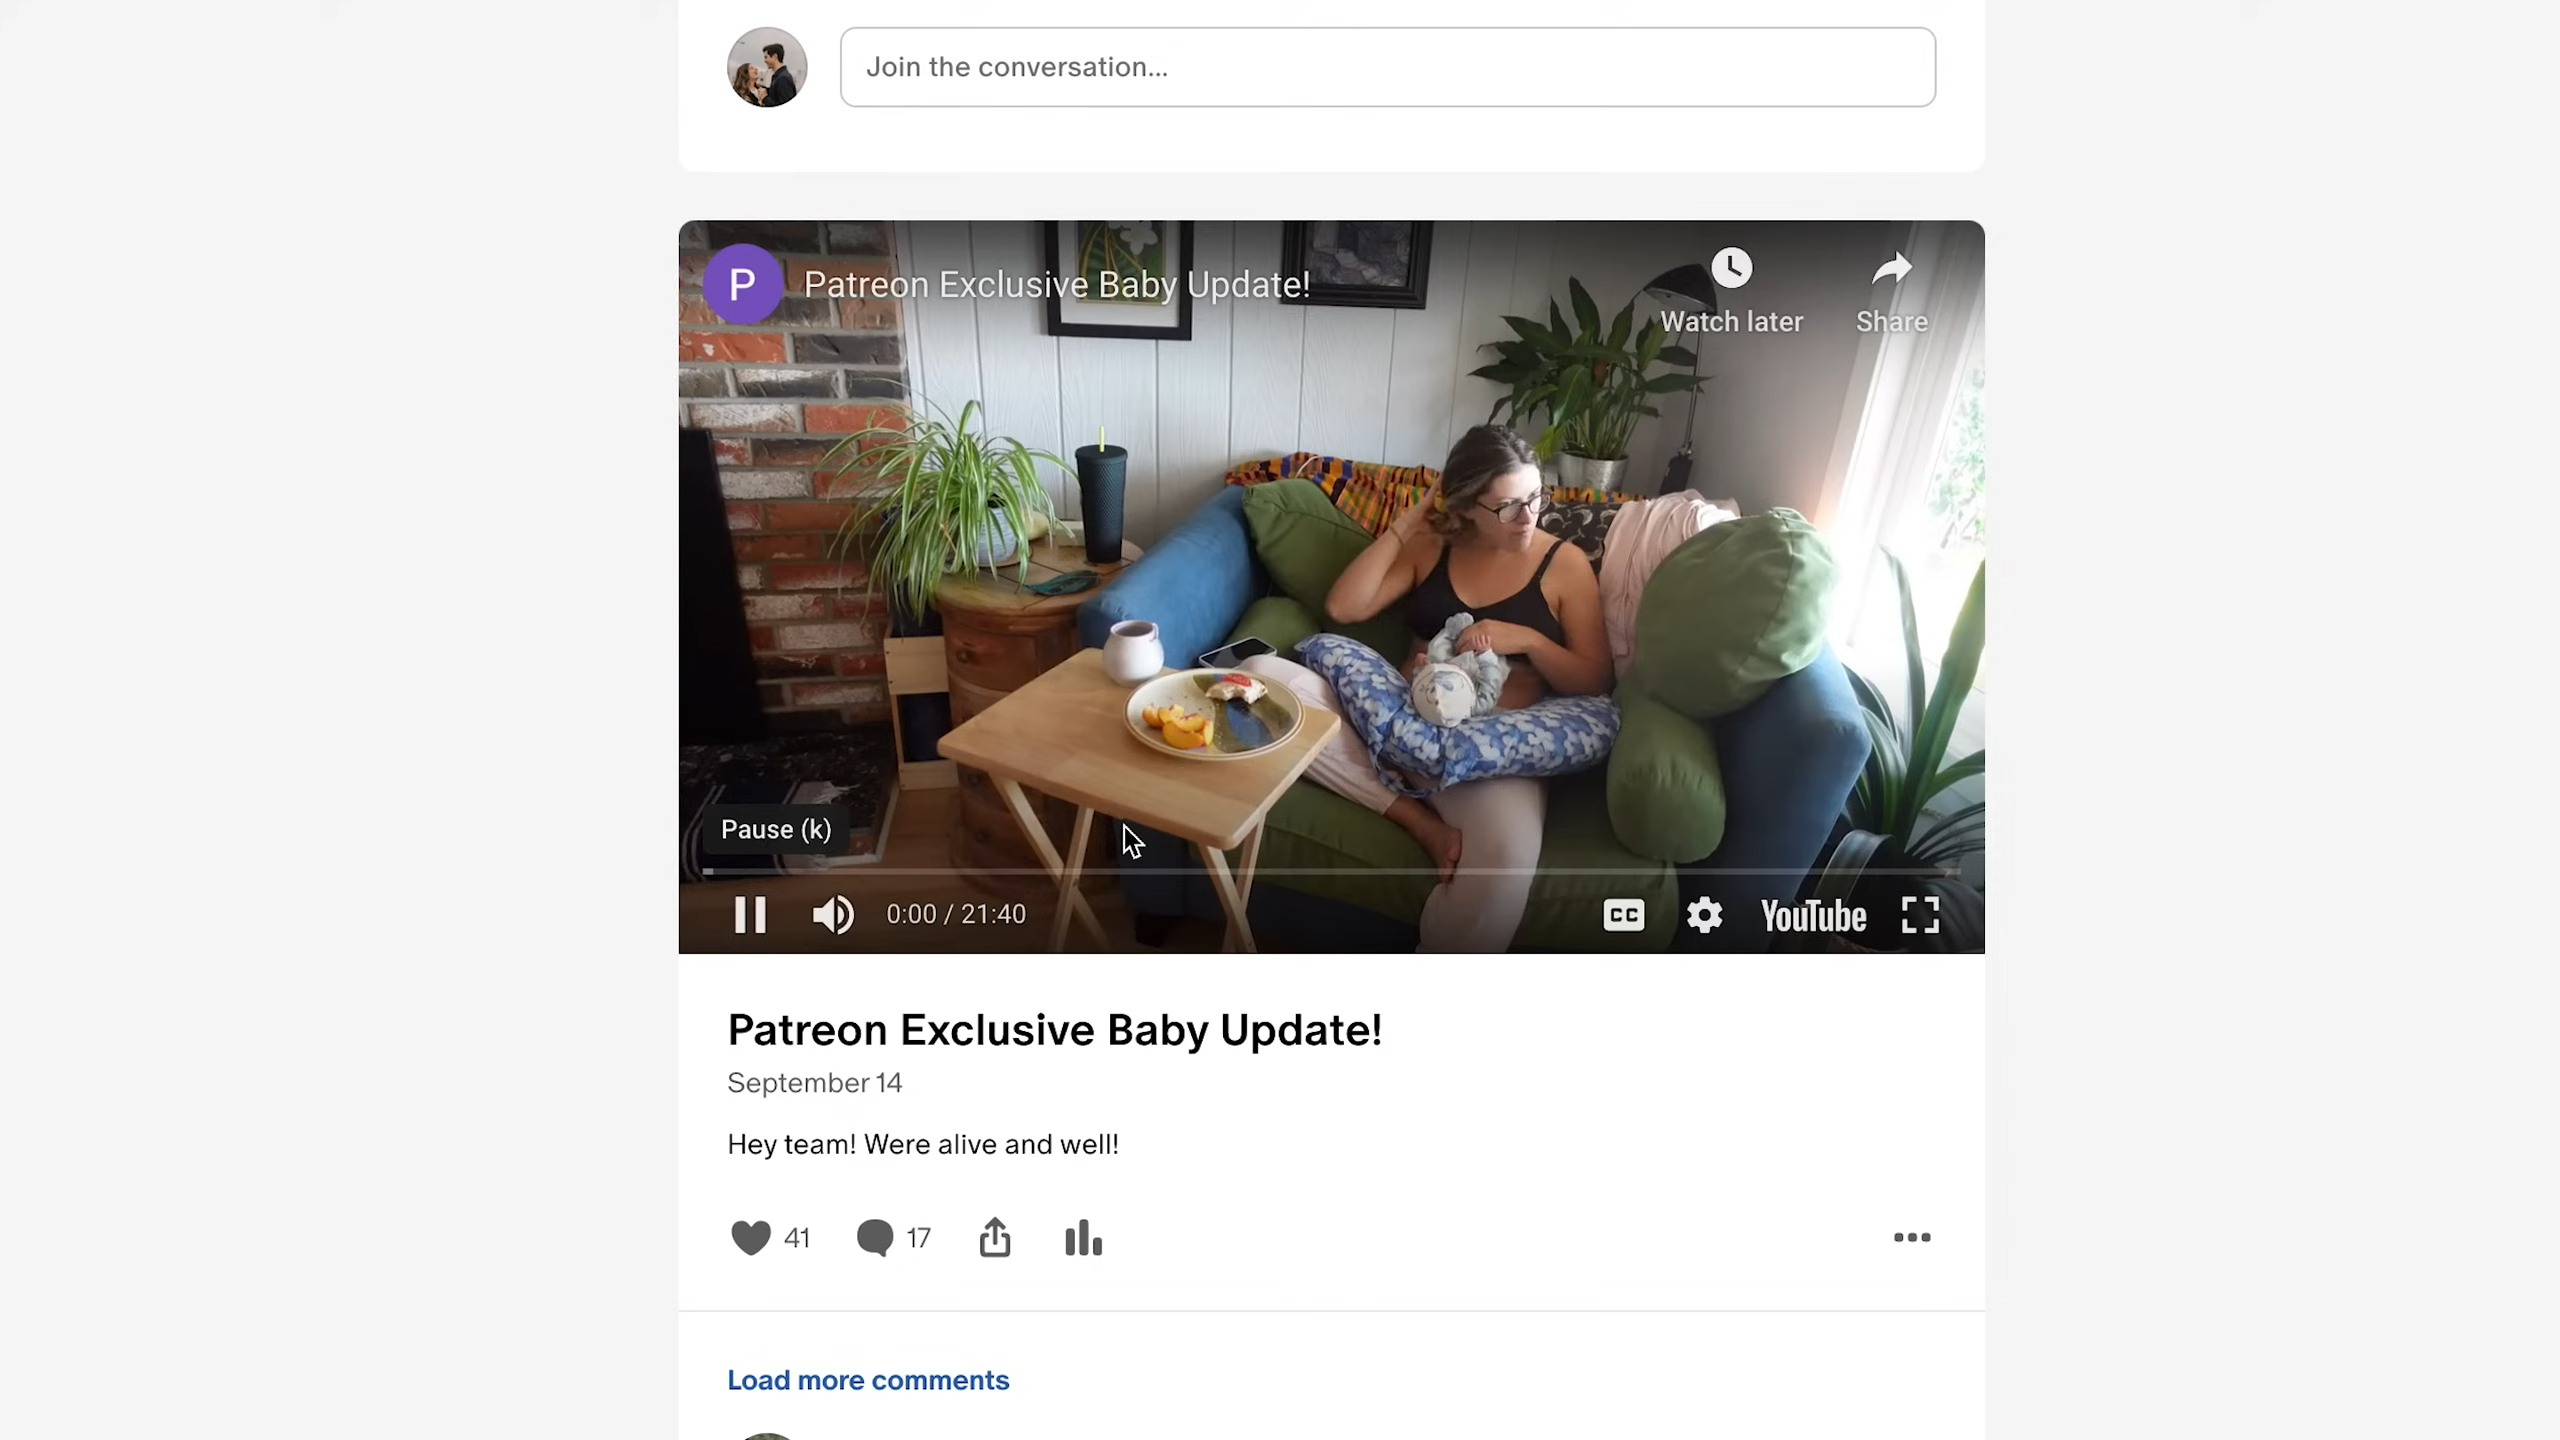 Join the conversation...
P
Patreon Exclusive Baby Update!
Watch later
Share
Pause (k)
0:00 / 21:40
CC
YouTube
Patreon Exclusive Baby Update!
September 14
Hey team! Were alive and well!
41
17
Load more comments